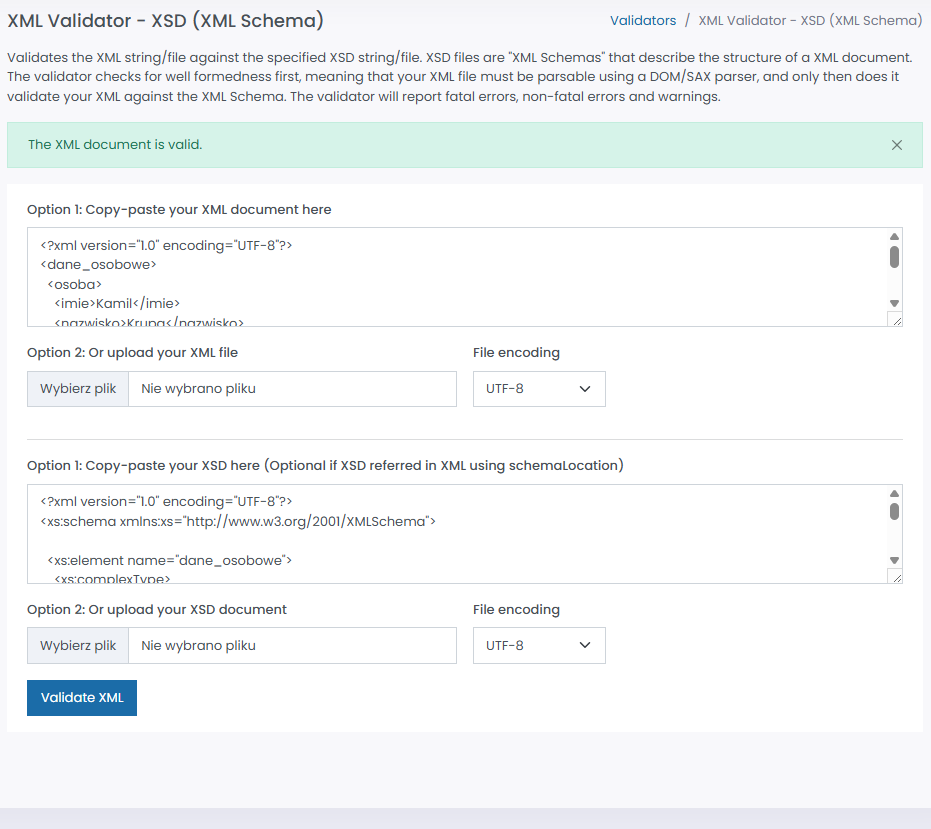 XML Validator - XSD (XML Schema)
Validators / XML Validator - XSD (XML Schema)
Validates the XML string/file against the specified XSD string/file. XSD files are "XML Schemas" that describe the structure of a XML document.
The validator checks for well formedness first, meaning that your XML file must be parsable using a DOM/SAX parser, and only then does it
validate your XML against the XML Schema. The validator will report fatal errors, non-fatal errors and warnings.
The XML document is valid.
Option 1: Copy-paste your XML document here
<?xml version="1.0" encoding="UTF-8"?>
<dane_osobowe>
<osoba>
<imie>Kamil</imie>
<nazwisko>Krupa</nazwisko>
Option 2: Or upload your XML file
File encoding
Wybierz plik
Nie wybrano pliku
UTF-8
Option 1: Copy-paste your XSD here (Optional if XSD referred in XML using schemaLocation)
<?xml version="1.0" encoding="UTF-8"?>
<xs:schema xmlns:xs="http://www.w3.org/2001/XMLSchema">
<xs:element name="dane_osobowe">
<xs:complexType>
Option 2: Or upload your XSD document
File encoding
Wybierz plik
Nie wybrano pliku
UTF-8
Validate XML